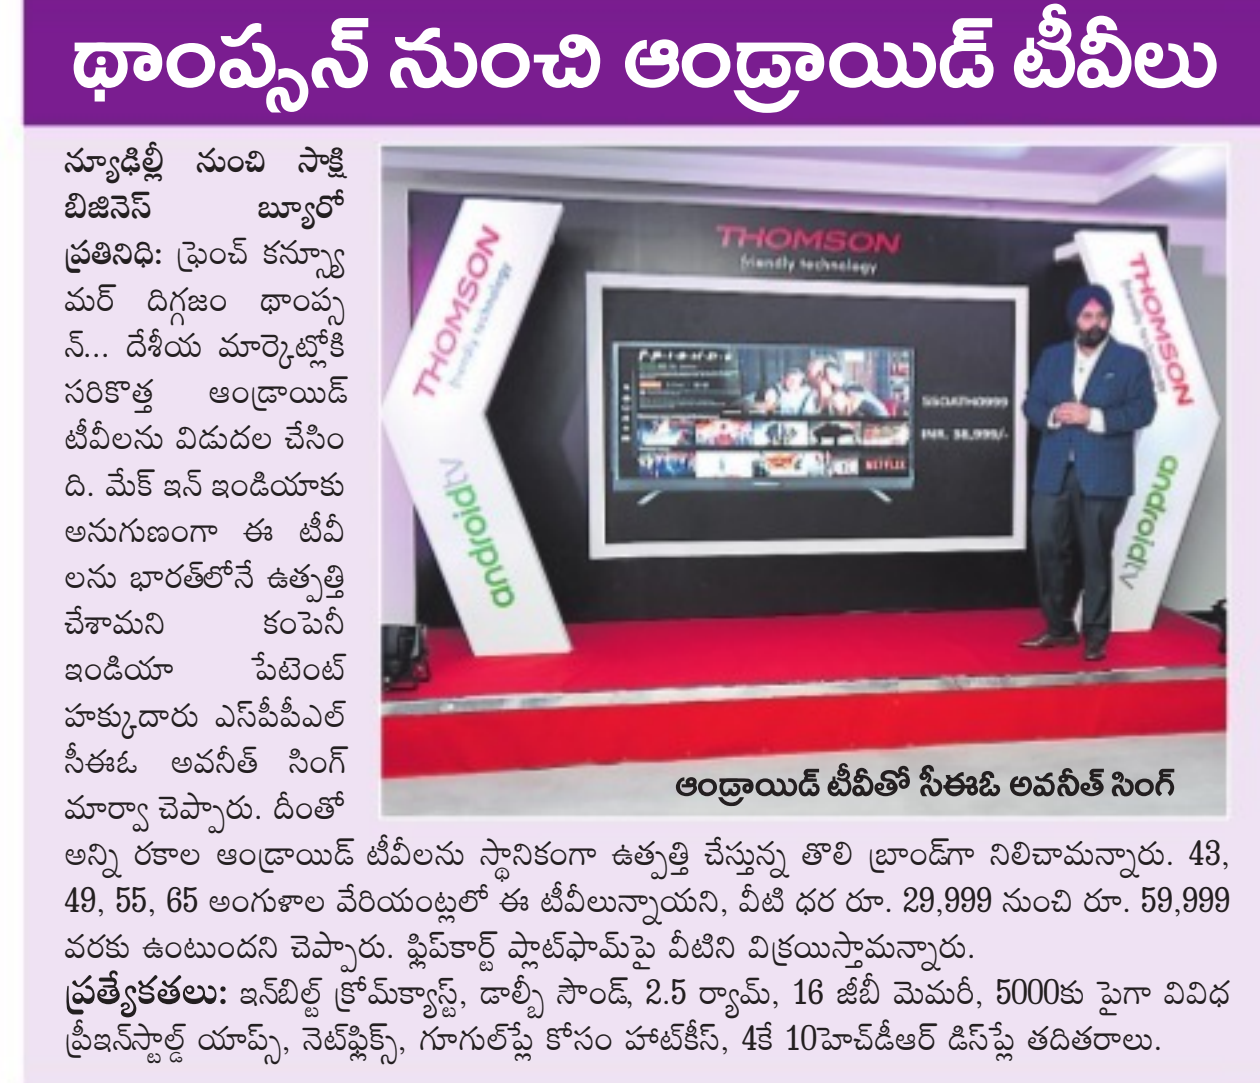 థాంప్సన్ నుంచి ఆండ్రాయిడ్ టీవీలు
న్యూఢిల్లీ నుంచి సాక్షి
బిజినెస్ బ్యూరో
ప్రతినిధి: ఫ్రెంచ్ కన్స్యూ
మర్ దిగ్గజం థాంప్స
న్... దేశీయ మార్కెట్లోకి
సరికొత్త ఆండ్రాయిడ్
టీవీలను విడుదల చేసిం
ది. మేక్ ఇన్ ఇండియాకు
అనుగుణంగా ఈ టీవీ
లను భారత్‌లోనే ఉత్పత్తి
చేశామని కంపెనీ
ఇండియా పేటెంట్
హక్కుదారు ఎస్‌పీపీఎల్
సీఈఓ అవనీత్ సింగ్
మార్వా చెప్పారు. దీంతో
అన్ని రకాల ఆండ్రాయిడ్ టీవీలను స్థానికంగా ఉత్పత్తి చేస్తున్న తొలి బ్రాండ్‌గా నిలిచామన్నారు. 43,
49, 55, 65 అంగుళాల వేరియంట్లలో ఈ టీవీలున్నాయని, వీటి ధర రూ. 29,999 నుంచి రూ. 59,999
వరకు ఉంటుందని చెప్పారు. ఫ్లిప్‌కార్ట్ ప్లాట్‌ఫామ్‌పై వీటిని విక్రయిస్తామన్నారు.
ప్రత్యేకతలు: ఇన్‌బిల్ట్ క్రోమ్‌క్యాస్ట్, డాల్బీ సౌండ్, 2.5 ర్యామ్, 16 జీబీ మెమరీ, 5000కు పైగా వివిధ
ప్రీఇన్‌స్టాల్డ్ యాప్స్, నెట్‌ఫ్లిక్స్, గూగుల్‌ప్లే కోసం హాట్‌కీస్, 4కే 10హెచ్‌డీఆర్ డిస్‌ప్లే తదితరాలు.
THOMSON
friendly technology
THOMSON
friendly technology
THOMSON
friendly technology
FRIENDS
NETFLIX
androidtv
androidtv
ఆండ్రాయిడ్ టీవీతో సీఈఓ అవనీత్ సింగ్